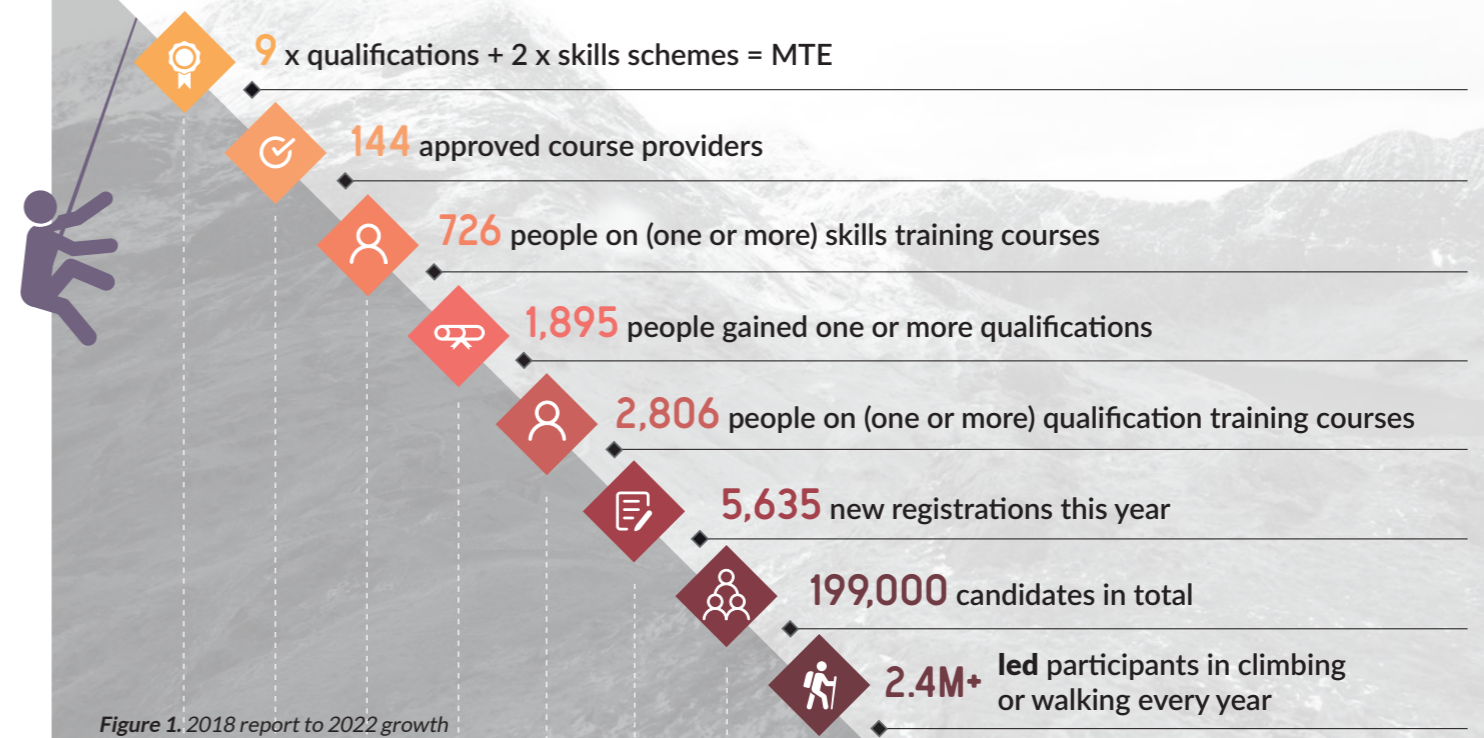 9 x qualifications + 2 x skills schemes = MTE
144 approved course providers
726 people on (one or more) skills training courses
1,895 people gained one or more qualifications
2,806 people on (one or more) qualification training courses
5,635 new registrations this year
199,000 candidates in total
2.4M+ led participants in climbing
or walking every year
Figure 1. 2018 report to 2022 growth